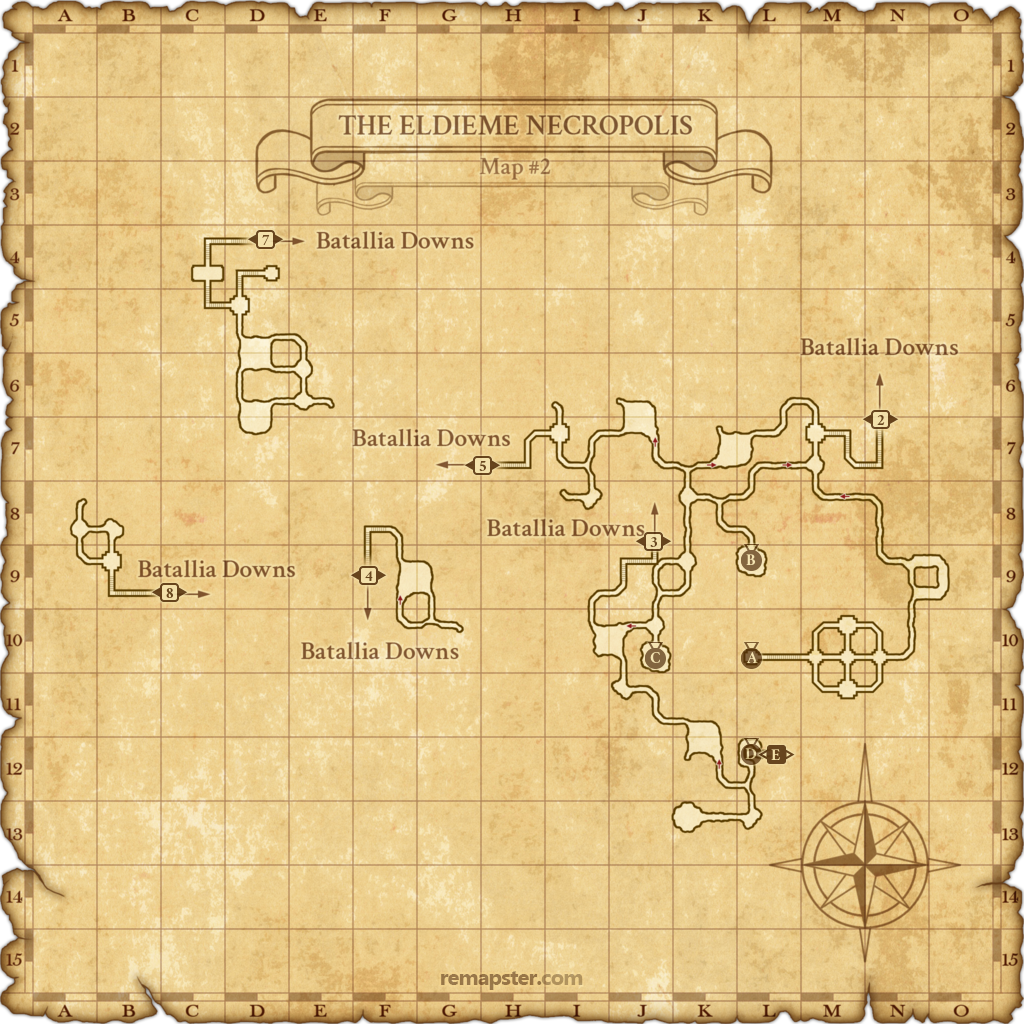 A B C D E F G H I J K L M N O
1 1
2 2
THE ELDIEME NECROPOLIS
Map #2
3 3
4 4
7 Batallia Downs
5 5
Batallia Downs
6 6
2
Batallia Downs
7 7
5
8 8
Batallia Downs
3
B
Batallia Downs
4
9 9
8
10 10
Batallia Downs
C A
11 11
D E
12 12
13 13
14 14
15 15
remapster.com
A B C D E F G H I J K L M N O